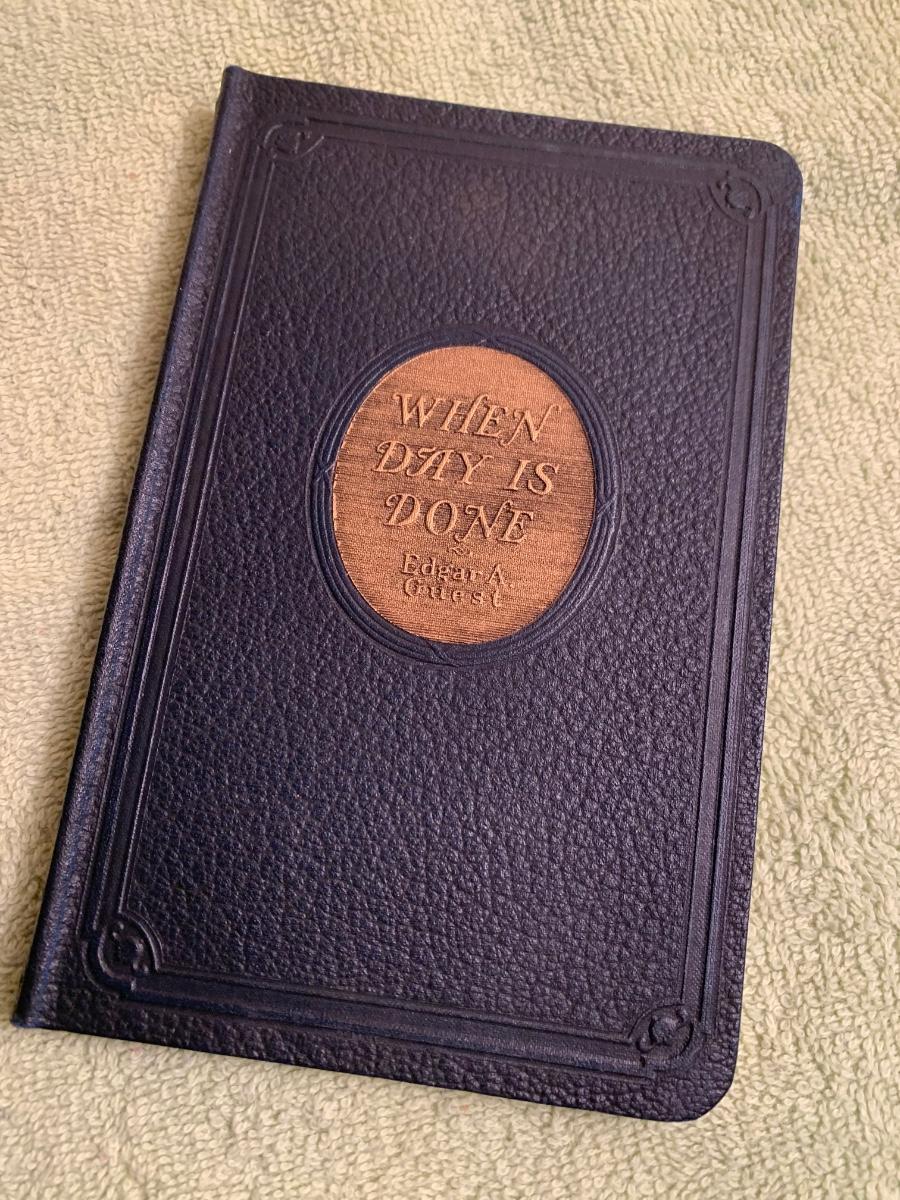 WHEN
DAY IS
DONE
Edgar A.
Guest